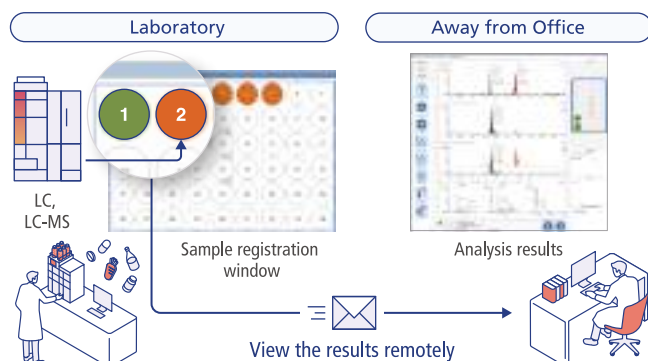 Laboratory
Away from Office
1
2
LC,
LC-MS
Sample registration
window
Analysis results
View the results remotely